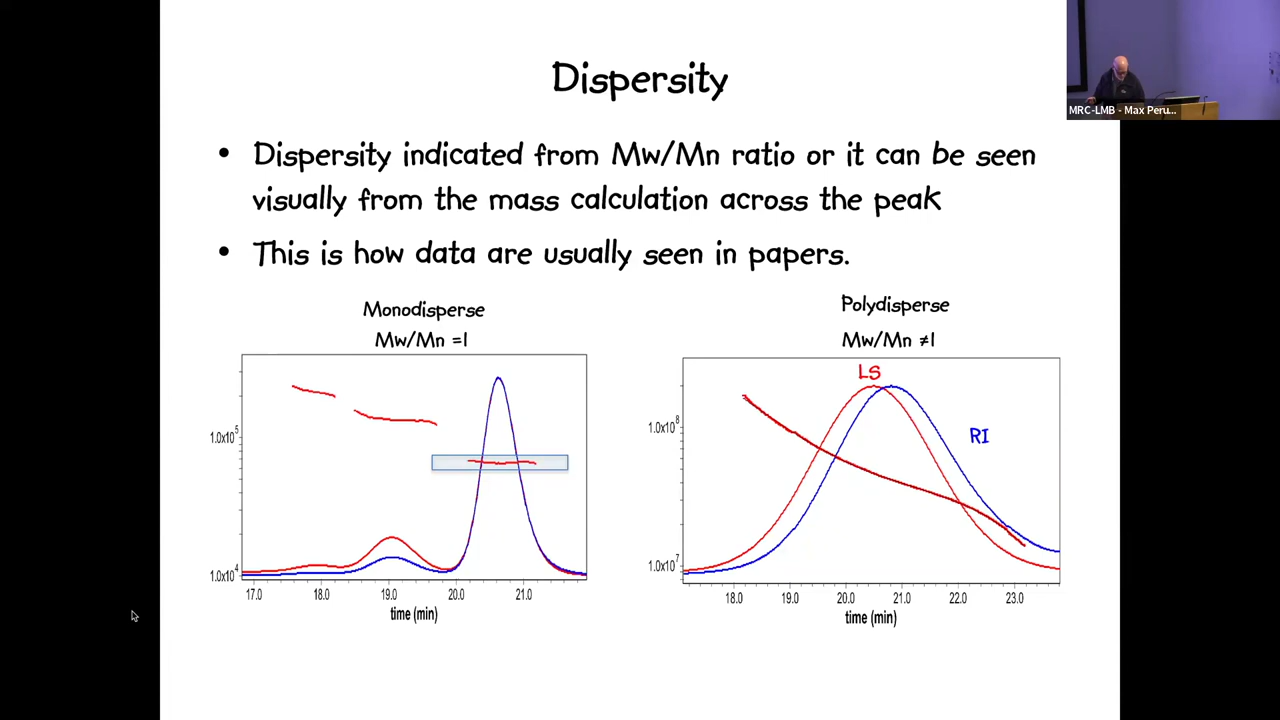 Dispersity
MRC-LMB - Max Peru...
• Dispersity indicated from Mw/Mn ratio or it can be seen
visually from the mass calculation across the peak
• This is how data are usually seen in papers.
Monodisperse
Mw/Mn =1
1.0x10⁵
1.0x10⁴
17.0 18.0 19.0 20.0 21.0
time (min)
Polydisperse
Mw/Mn ≠1
LS
RI
1.0x10⁸
1.0x10⁷
18.0 19.0 20.0 21.0 22.0 23.0
time (min)